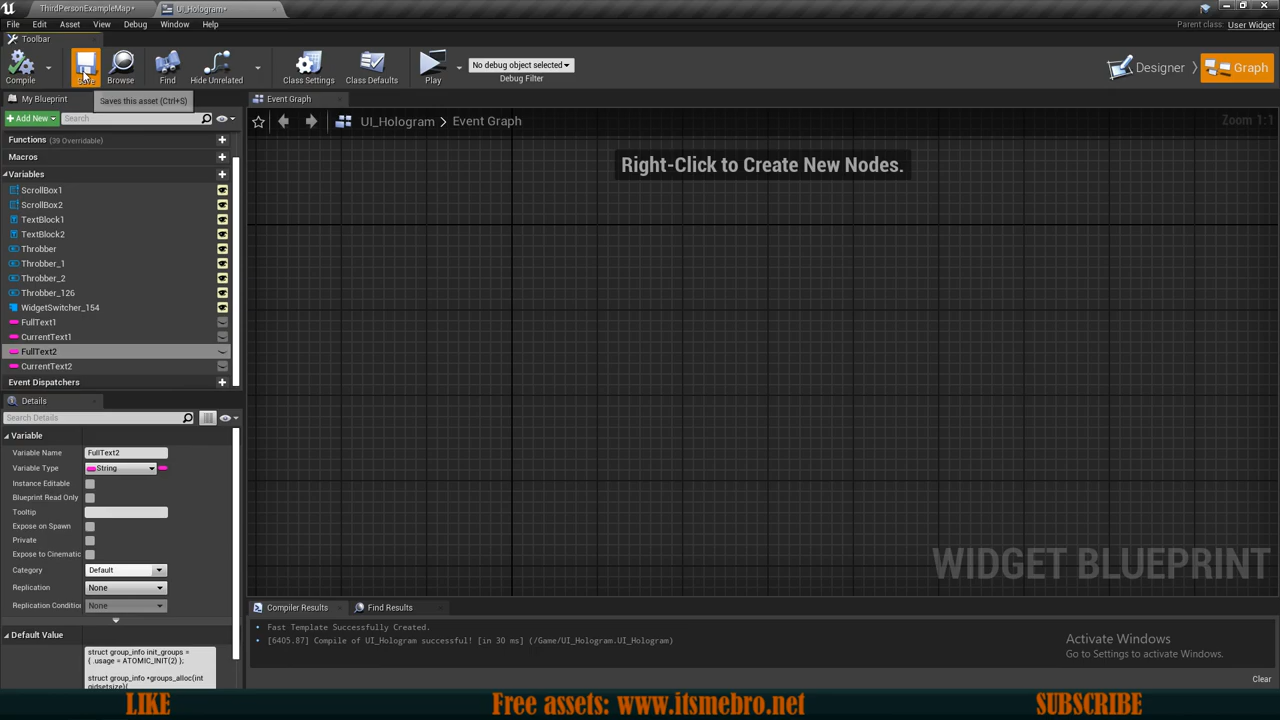 ThirdPersonExampleMap*
UI_Hologram*
File Edit Asset View Debug Window Help
Parent class: User Widget
Toolbar
Compile
Save
Browse
Find
Hide Unrelated
Class Settings
Class Defaults
Play
No debug object selected
Debug Filter
Designer
Graph
My Blueprint
Saves this asset (Ctrl+S)
Event Graph
+Add New
Search
UI_Hologram > Event Graph
Zoom 1:1
Functions (39 Overridable)
Macros
Variables
ScrollBox1
ScrollBox2
TextBlock1
TextBlock2
Throbber
Throbber_1
Throbber_2
Throbber_126
WidgetSwitcher_154
FullText1
CurrentText1
FullText2
CurrentText2
Event Dispatchers
Right-Click to Create New Nodes.
WIDGET BLUEPRINT
Details
Search Details
Variable
Variable Name FullText2
Variable Type String
Instance Editable
Blueprint Read Only
Tooltip
Expose on Spawn
Private
Expose to Cinematic
Category Default
Replication None
Replication Conditio None
Default Value
struct group_info init_groups =
{ .usage = ATOMIC_INIT(2) };
struct group_info *groups_alloc(int
gidsetsize){
Compiler Results
Find Results
Fast Template Successfully Created.
[6405.87] Compile of UI_Hologram successful! [in 30 ms] (/Game/UI_Hologram.UI_Hologram)
Activate Windows
Go to Settings to activate Windows.
Clear
LIKE
Free assets: www.itsmebro.net
SUBSCRIBE